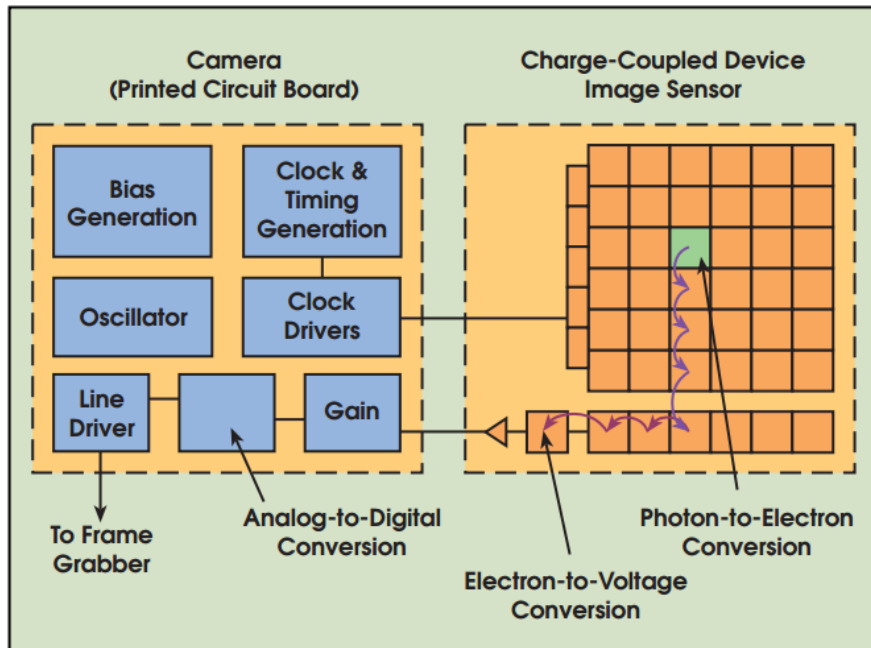 Camera
(Printed Circuit Board)
Charge-Coupled Device
Image Sensor
Bias
Generation
Clock &
Timing
Generation
Oscillator
Clock
Drivers
Line
Driver
Gain
To Frame
Grabber
Analog-to-Digital
Conversion
Electron-to-Voltage
Conversion
Photon-to-Electron
Conversion